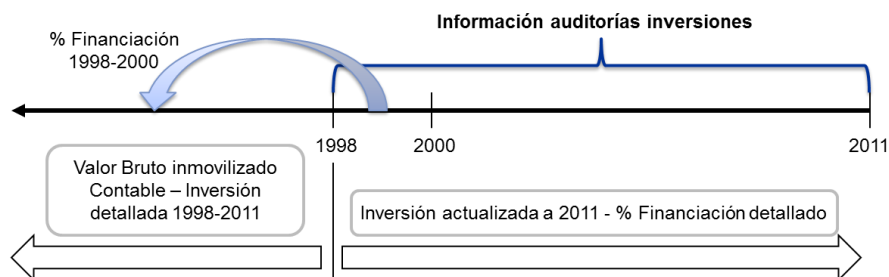 Información auditorías inversiones
% Financiación
1998-2000
1998
2000
2011
Valor Bruto inmovilizado
Contable – Inversión
detallada 1998-2011
Inversión actualizada a 2011 - % Financiación detallado